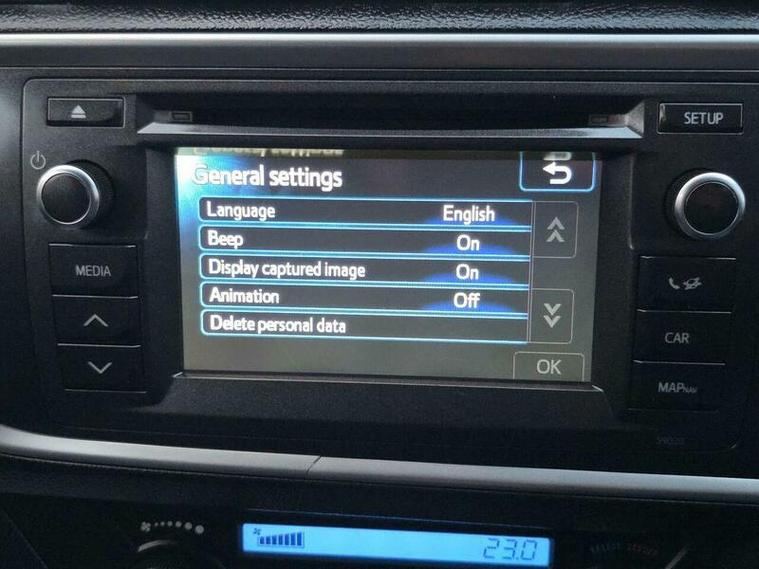 SETUP
General settings
Language English
Beep On
MEDIA
Display captured image On
Animation Off
Delete personal data
CAR
OK
MAP NAV
23.0